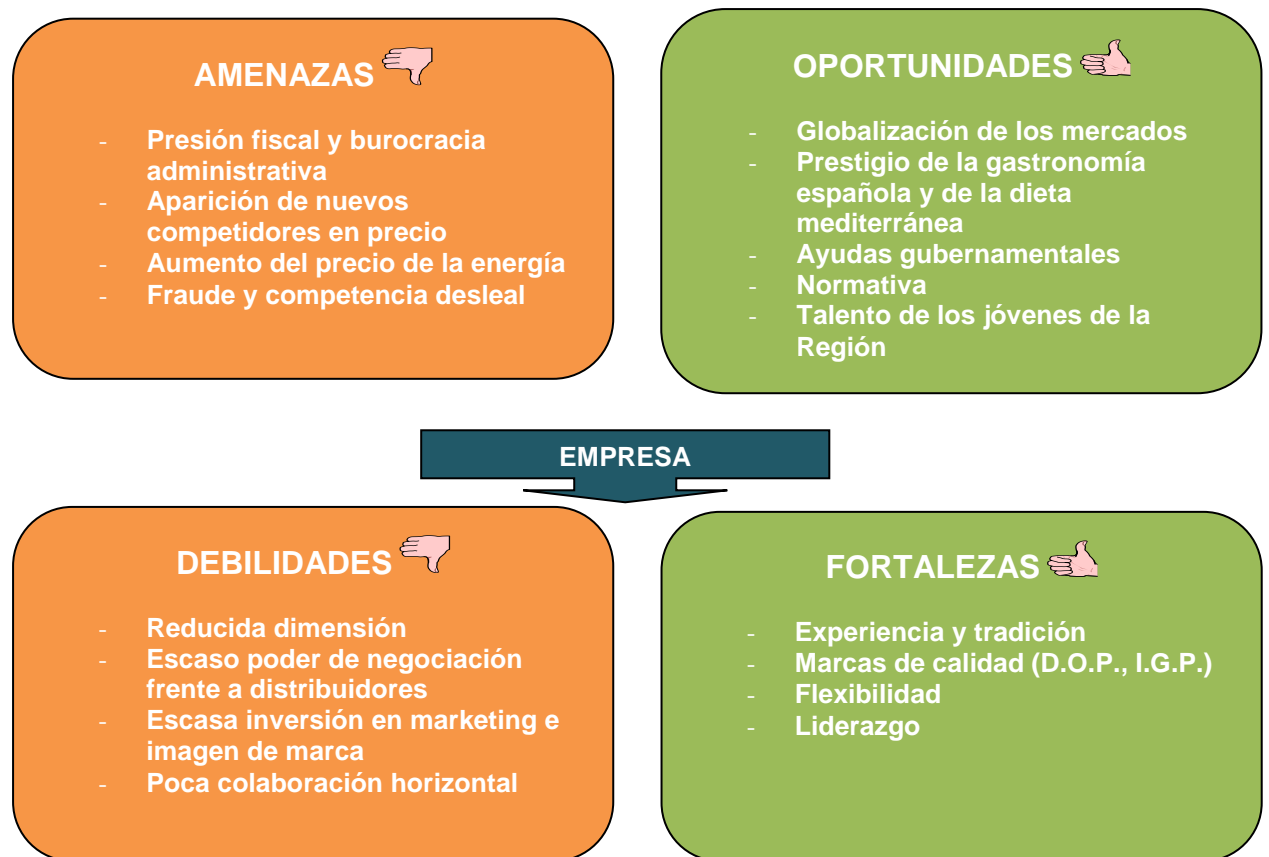 AMENAZAS
- Presión fiscal y burocracia
administrativa
- Aparición de nuevos
competidores en precio
- Aumento del precio de la energía
- Fraude y competencia desleal
OPORTUNIDADES
- Globalización de los mercados
- Prestigio de la gastronomía
española y de la dieta
mediterránea
- Ayudas gubernamentales
- Normativa
- Talento de los jóvenes de la
Región
EMPRESA
DEBILIDADES
- Reducida dimensión
- Escaso poder de negociación
frente a distribuidores
- Escasa inversión en marketing e
imagen de marca
- Poca colaboración horizontal
FORTALEZAS
- Experiencia y tradición
- Marcas de calidad (D.O.P., I.G.P.)
- Flexibilidad
- Liderazgo